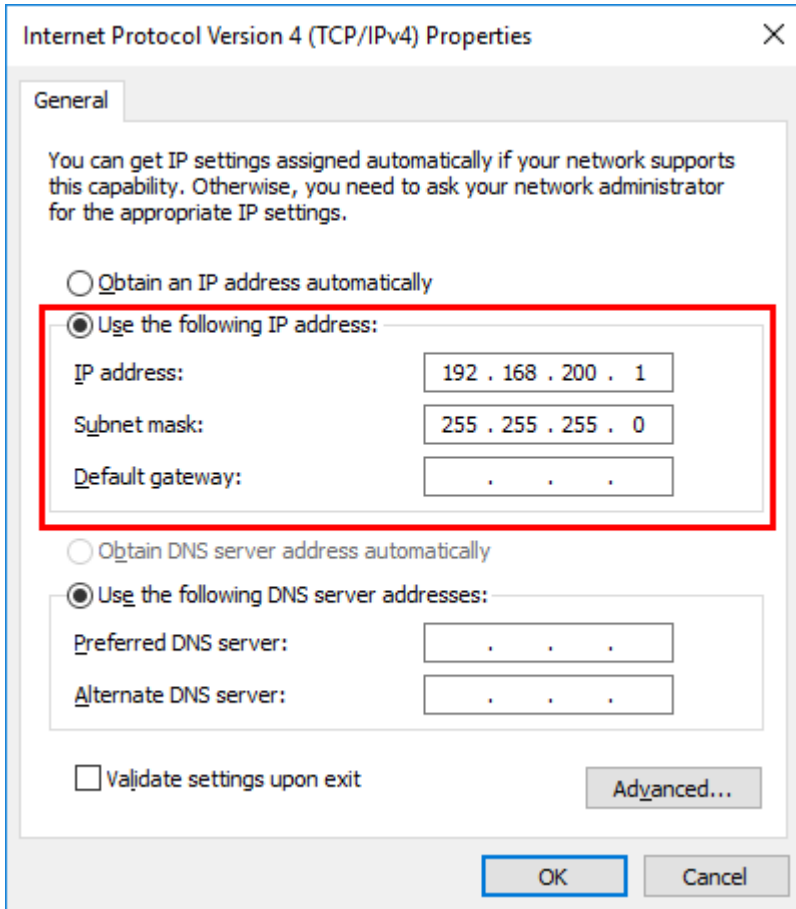 Internet Protocol Version 4 (TCP/IPv4) Properties
General
You can get IP settings assigned automatically if your network supports
this capability. Otherwise, you need to ask your network administrator
for the appropriate IP settings.
Obtain an IP address automatically
Use the following IP address:
IP address: 192 . 168 . 200 . 1
Subnet mask: 255 . 255 . 255 . 0
Default gateway: . . .
Obtain DNS server address automatically
Use the following DNS server addresses:
Preferred DNS server: . . .
Alternate DNS server: . . .
Validate settings upon exit
Advanced...
OK Cancel